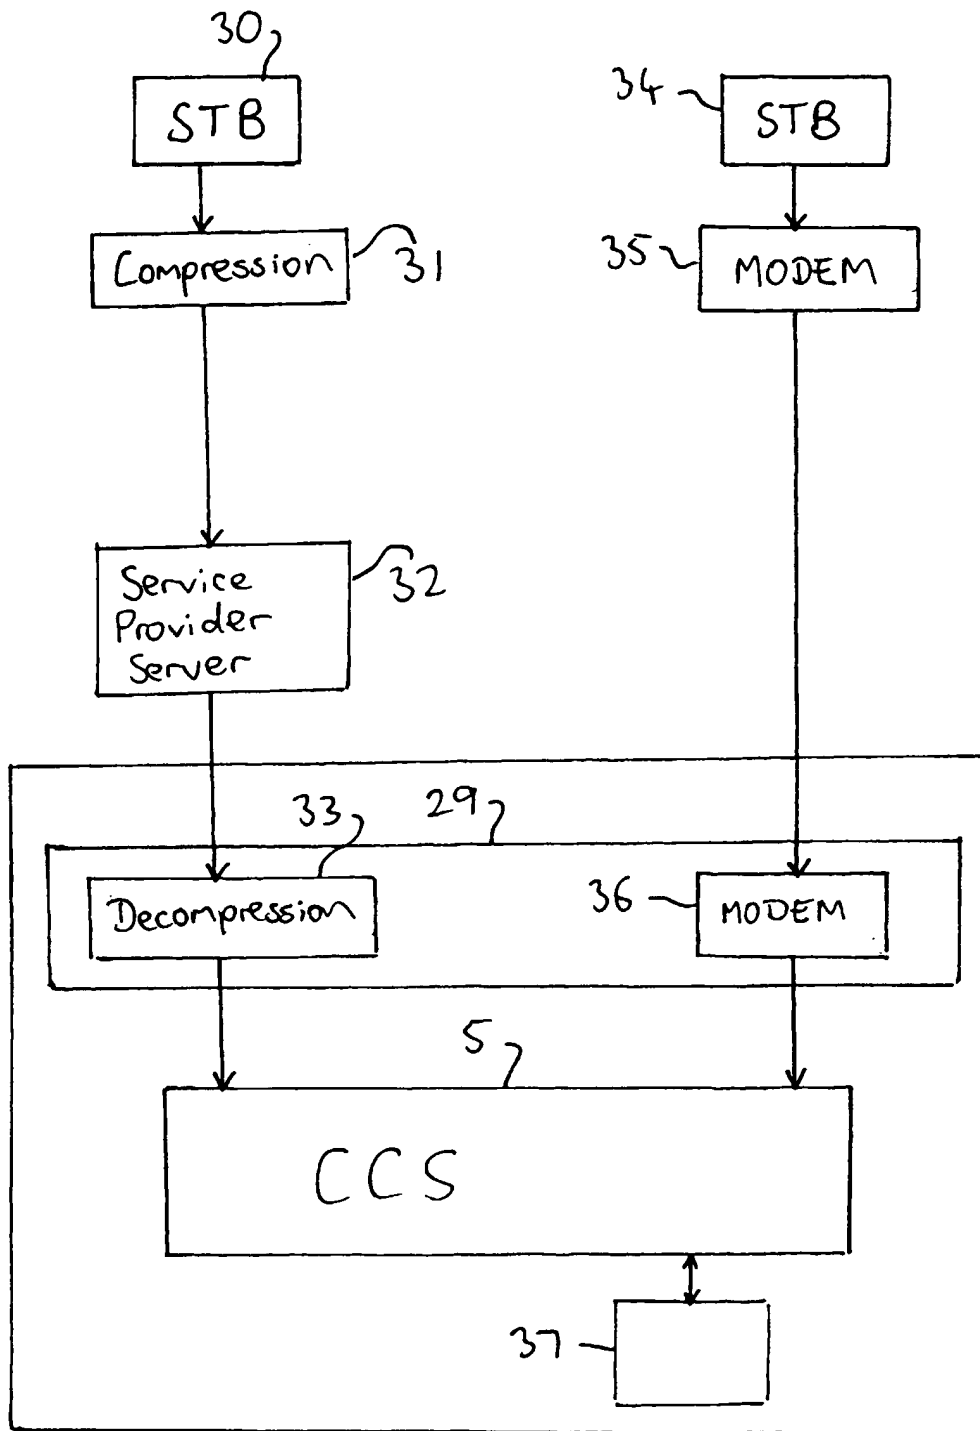 30
STB
34
STB
Compression
31
35
MODEM
Service
Provider
Server
32
33
29
Decompression
36
MODEM
5
CCS
37